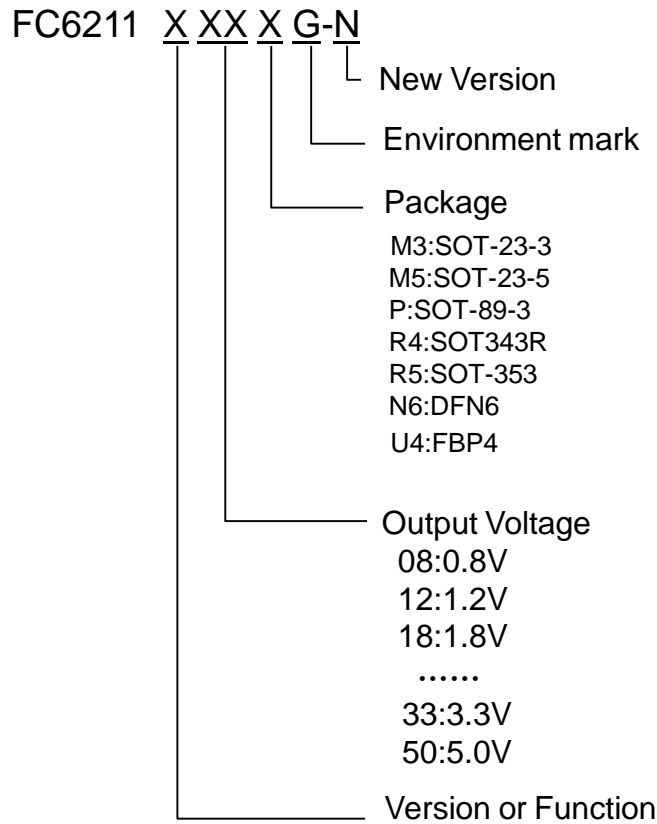 FC6211 X XX X G-N
New Version
Environment mark
Package
M3:SOT-23-3
M5:SOT-23-5
P:SOT-89-3
R4:SOT343R
R5:SOT-353
N6:DFN6
U4:FBP4
Output Voltage
08:0.8V
12:1.2V
18:1.8V
......
33:3.3V
50:5.0V
Version or Function